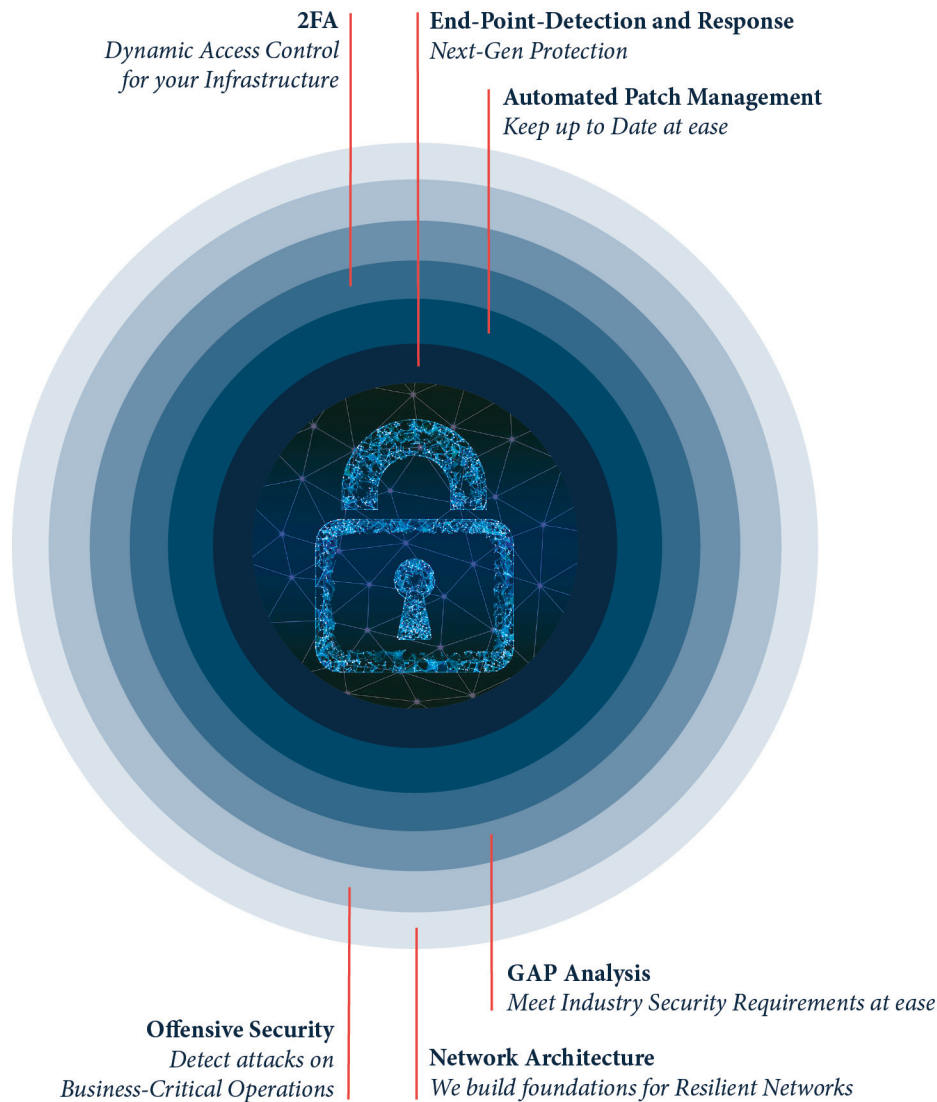 2FA
Dynamic Access Control
for your Infrastructure
End-Point-Detection and Response
Next-Gen Protection
Automated Patch Management
Keep up to Date at ease
GAP Analysis
Meet Industry Security Requirements at ease
Offensive Security
Detect attacks on
Business-Critical Operations
Network Architecture
We build foundations for Resilient Networks